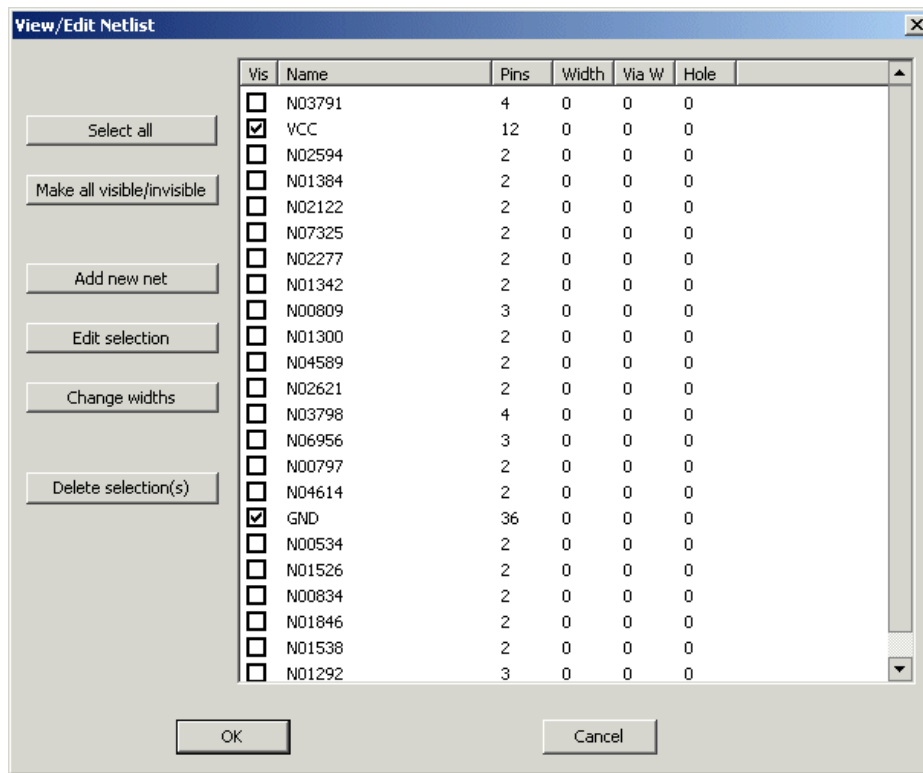 View/Edit Netlist
Vis Name Pins Width Via W Hole
N03791 4 0 0 0
Select all
VCC 12 0 0 0
N02594 2 0 0 0
Make all visible/invisible
N01384 2 0 0 0
N02122 2 0 0 0
N07325 2 0 0 0
N02277 2 0 0 0
Add new net
N01342 2 0 0 0
N00809 3 0 0 0
Edit selection
N01300 2 0 0 0
N04589 2 0 0 0
N02621 2 0 0 0
Change widths
N03798 4 0 0 0
N06956 3 0 0 0
N00797 2 0 0 0
Delete selection(s)
N04614 2 0 0 0
GND 36 0 0 0
N00534 2 0 0 0
N01526 2 0 0 0
N00834 2 0 0 0
N01846 2 0 0 0
N01538 2 0 0 0
N01292 3 0 0 0
OK Cancel